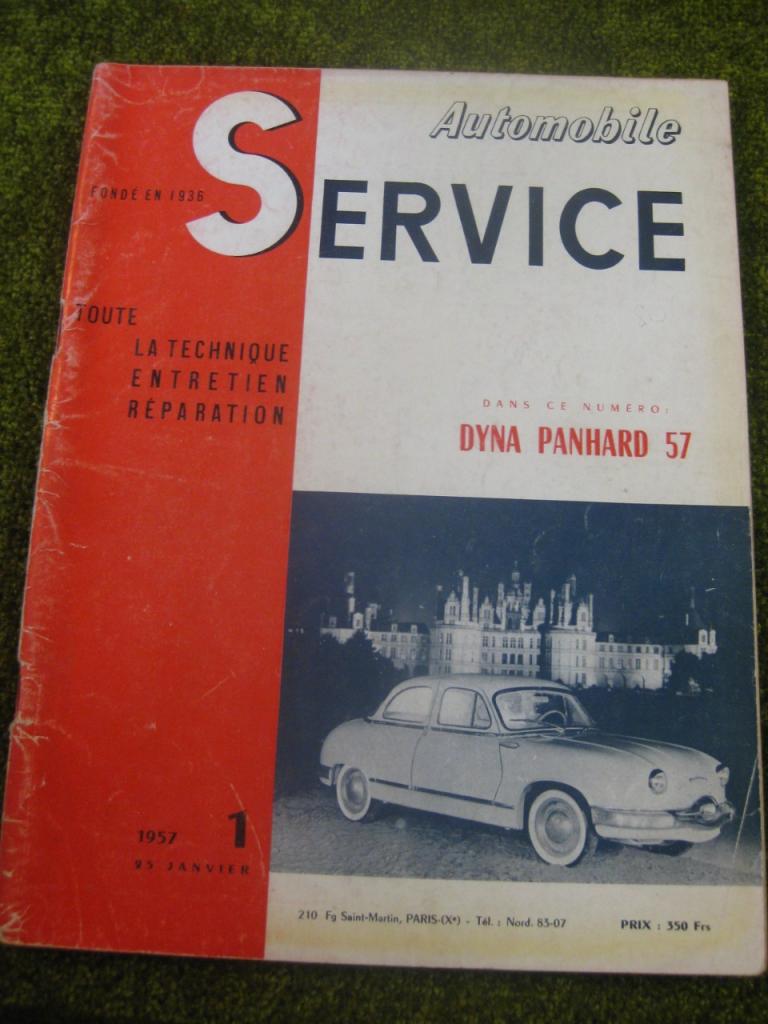 Automobile
SERVICE
FONDÉ EN 1936
TOUTE
LA TECHNIQUE
ENTRETIEN
RÉPARATION
DANS CE NUMÉRO:
DYNA PANHARD 57
1957 1
25 JANVIER
210 Fg Saint-Martin, PARIS-(Xe) - Tél. : Nord. 83-07
PRIX : 350 Frs